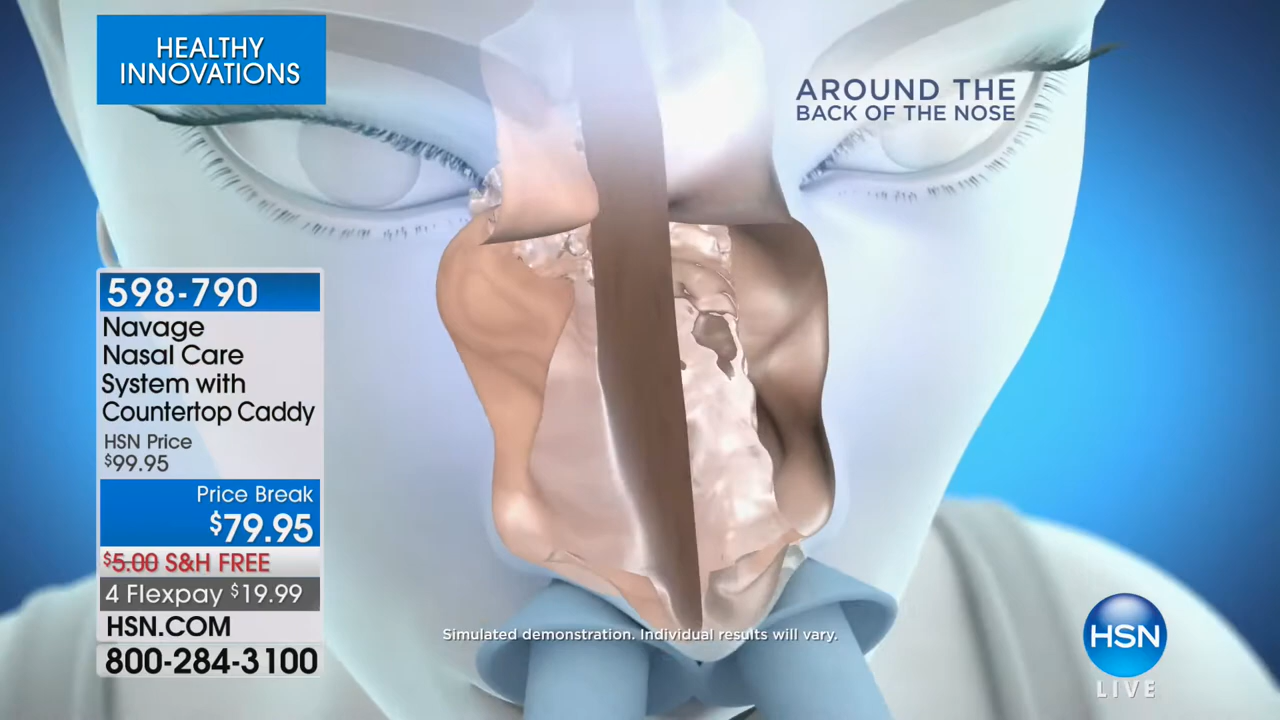 HEALTHY
INNOVATIONS
AROUND THE
BACK OF THE NOSE
598-790
Navage
Nasal Care
System with
Countertop Caddy
HSN Price
$99.95
Price Break
$79.95
$5.00 S&H FREE
4 Flexpay $19.99
HSN.COM
800-284-3100
Simulated demonstration. Individual results will vary.
HSN
LIVE